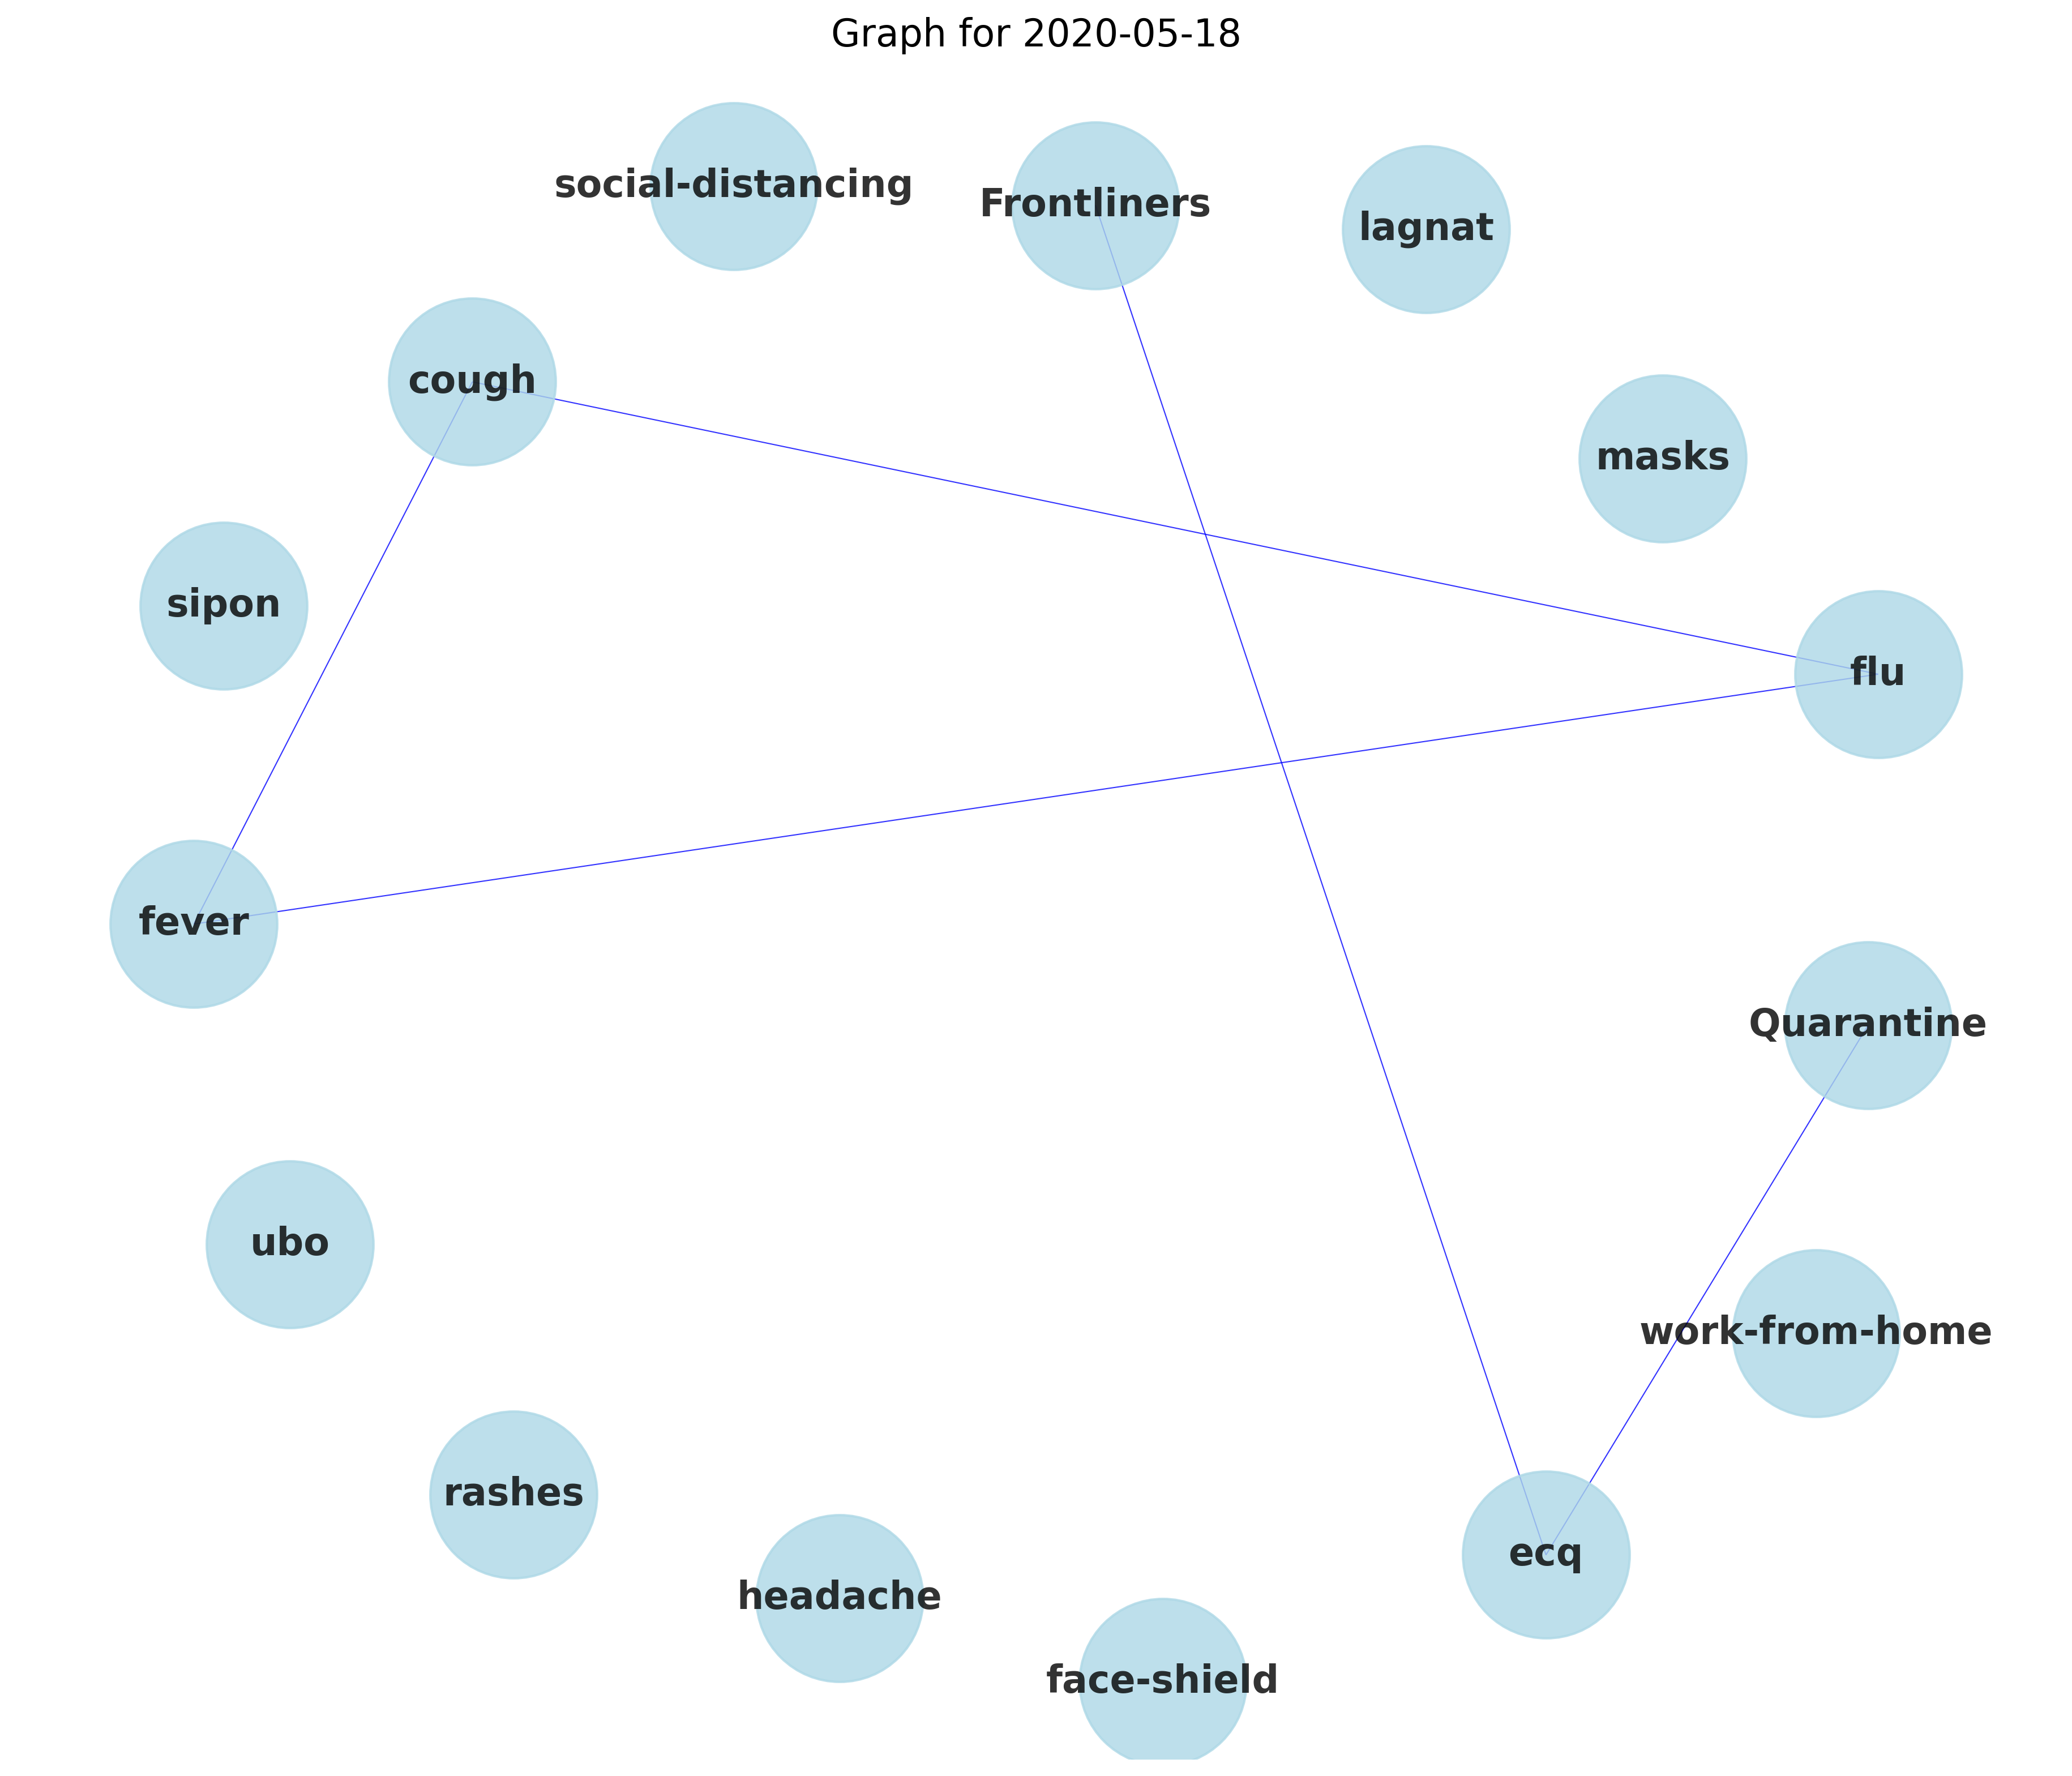 Graph for 2020-05-18
social-distancing
Frontliners
lagnat
cough
masks
sipon
flu
fever
Quarantine
ubo
work-from-home
rashes
ecq
headache
face-shield